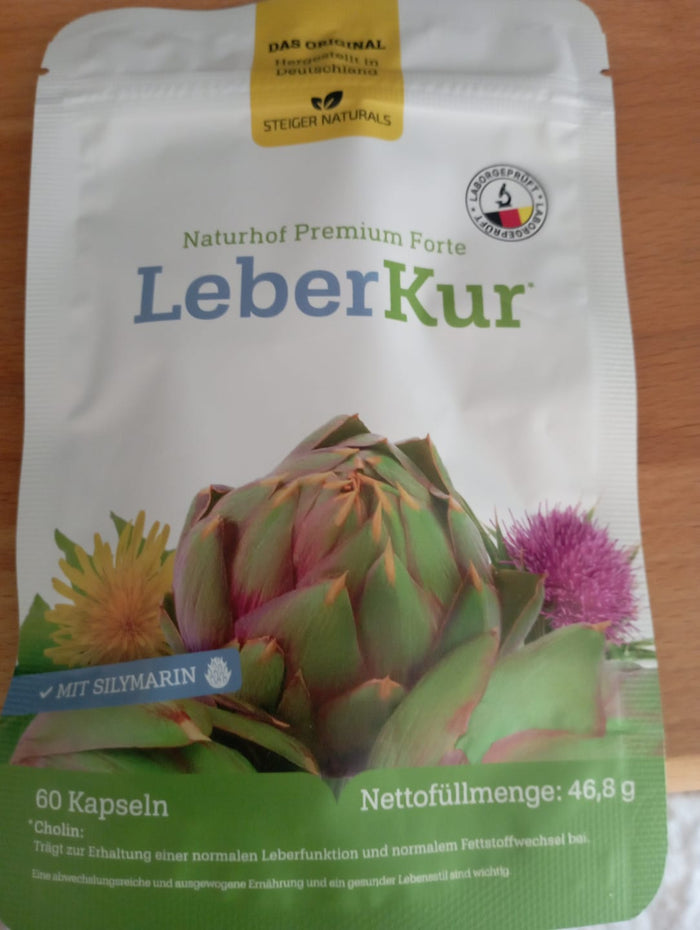 DAS ORIGINAL
Hergestellt in
Deutschland
STEIGER NATURALS
LABORGEPRÜFT • LABORGEPRÜFT •
Naturhof Premium Forte
LeberKur*
✓ MIT SILYMARIN
60 Kapseln
Nettofüllmenge: 46,8 g
*Cholin:
Trägt zur Erhaltung einer normalen Leberfunktion und normalem Fettstoffwechsel bei.
Eine abwechslungsreiche und ausgewogene Ernährung und ein gesunder Lebensstil sind wichtig.